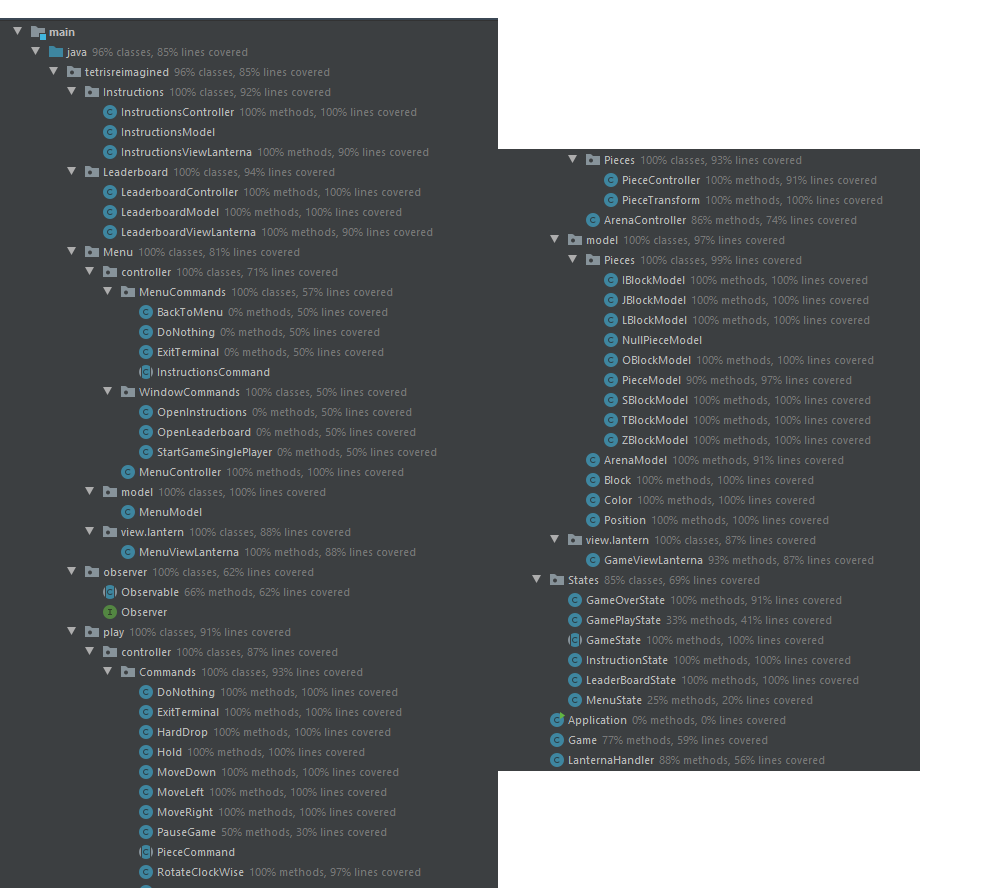 main
java 96% classes, 85% lines covered
tetrisreimagined 96% classes, 85% lines covered
Instructions 100% classes, 92% lines covered
InstructionsController 100% methods, 100% lines covered
InstructionsModel
InstructionsViewLanterna 100% methods, 90% lines covered
Leaderboard 100% classes, 94% lines covered
LeaderboardController 100% methods, 100% lines covered
LeaderboardModel 100% methods, 100% lines covered
LeaderboardViewLanterna 100% methods, 90% lines covered
Menu 100% classes, 81% lines covered
controller 100% classes, 71% lines covered
MenuCommands 100% classes, 57% lines covered
BackToMenu 0% methods, 50% lines covered
DoNothing 0% methods, 50% lines covered
ExitTerminal 0% methods, 50% lines covered
InstructionsCommand
WindowCommands 100% classes, 50% lines covered
OpenInstructions 0% methods, 50% lines covered
OpenLeaderboard 0% methods, 50% lines covered
StartGameSinglePlayer 0% methods, 50% lines covered
MenuController 100% methods, 100% lines covered
model 100% classes, 100% lines covered
MenuModel
view.lantern 100% classes, 88% lines covered
MenuViewLanterna 100% methods, 88% lines covered
observer 100% classes, 62% lines covered
Observable 66% methods, 62% lines covered
Observer
play 100% classes, 91% lines covered
controller 100% classes, 87% lines covered
Commands 100% classes, 93% lines covered
DoNothing 100% methods, 100% lines covered
ExitTerminal 100% methods, 100% lines covered
HardDrop 100% methods, 100% lines covered
Hold 100% methods, 100% lines covered
MoveDown 100% methods, 100% lines covered
MoveLeft 100% methods, 100% lines covered
MoveRight 100% methods, 100% lines covered
PauseGame 50% methods, 30% lines covered
PieceCommand
RotateClockWise 100% methods, 97% lines covered
Pieces 100% classes, 93% lines covered
PieceController 100% methods, 91% lines covered
PieceTransform 100% methods, 100% lines covered
ArenaController 86% methods, 74% lines covered
model 100% classes, 97% lines covered
Pieces 100% classes, 99% lines covered
IBlockModel 100% methods, 100% lines covered
JBlockModel 100% methods, 100% lines covered
LBlockModel 100% methods, 100% lines covered
NullPieceModel
OBlockModel 100% methods, 100% lines covered
PieceModel 90% methods, 97% lines covered
SBlockModel 100% methods, 100% lines covered
TBlockModel 100% methods, 100% lines covered
ZBlockModel 100% methods, 100% lines covered
ArenaModel 100% methods, 91% lines covered
Block 100% methods, 100% lines covered
Color 100% methods, 100% lines covered
Position 100% methods, 100% lines covered
view.lantern 100% classes, 87% lines covered
GameViewLanterna 93% methods, 87% lines covered
States 85% classes, 69% lines covered
GameOverState 100% methods, 91% lines covered
GamePlayState 33% methods, 41% lines covered
GameState 100% methods, 100% lines covered
InstructionState 100% methods, 100% lines covered
LeaderBoardState 100% methods, 100% lines covered
MenuState 25% methods, 20% lines covered
Application 0% methods, 0% lines covered
Game 77% methods, 59% lines covered
LanternaHandler 88% methods, 56% lines covered